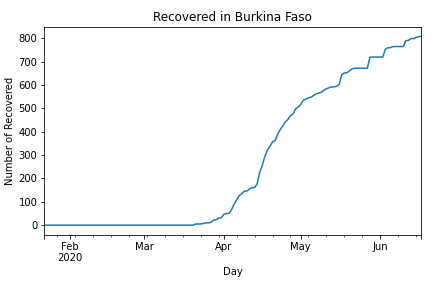 Recovered in Burkina Faso
Number of Recovered
800
700
600
500
400
300
200
100
0
Feb
2020
Mar
Apr
May
Jun
Day